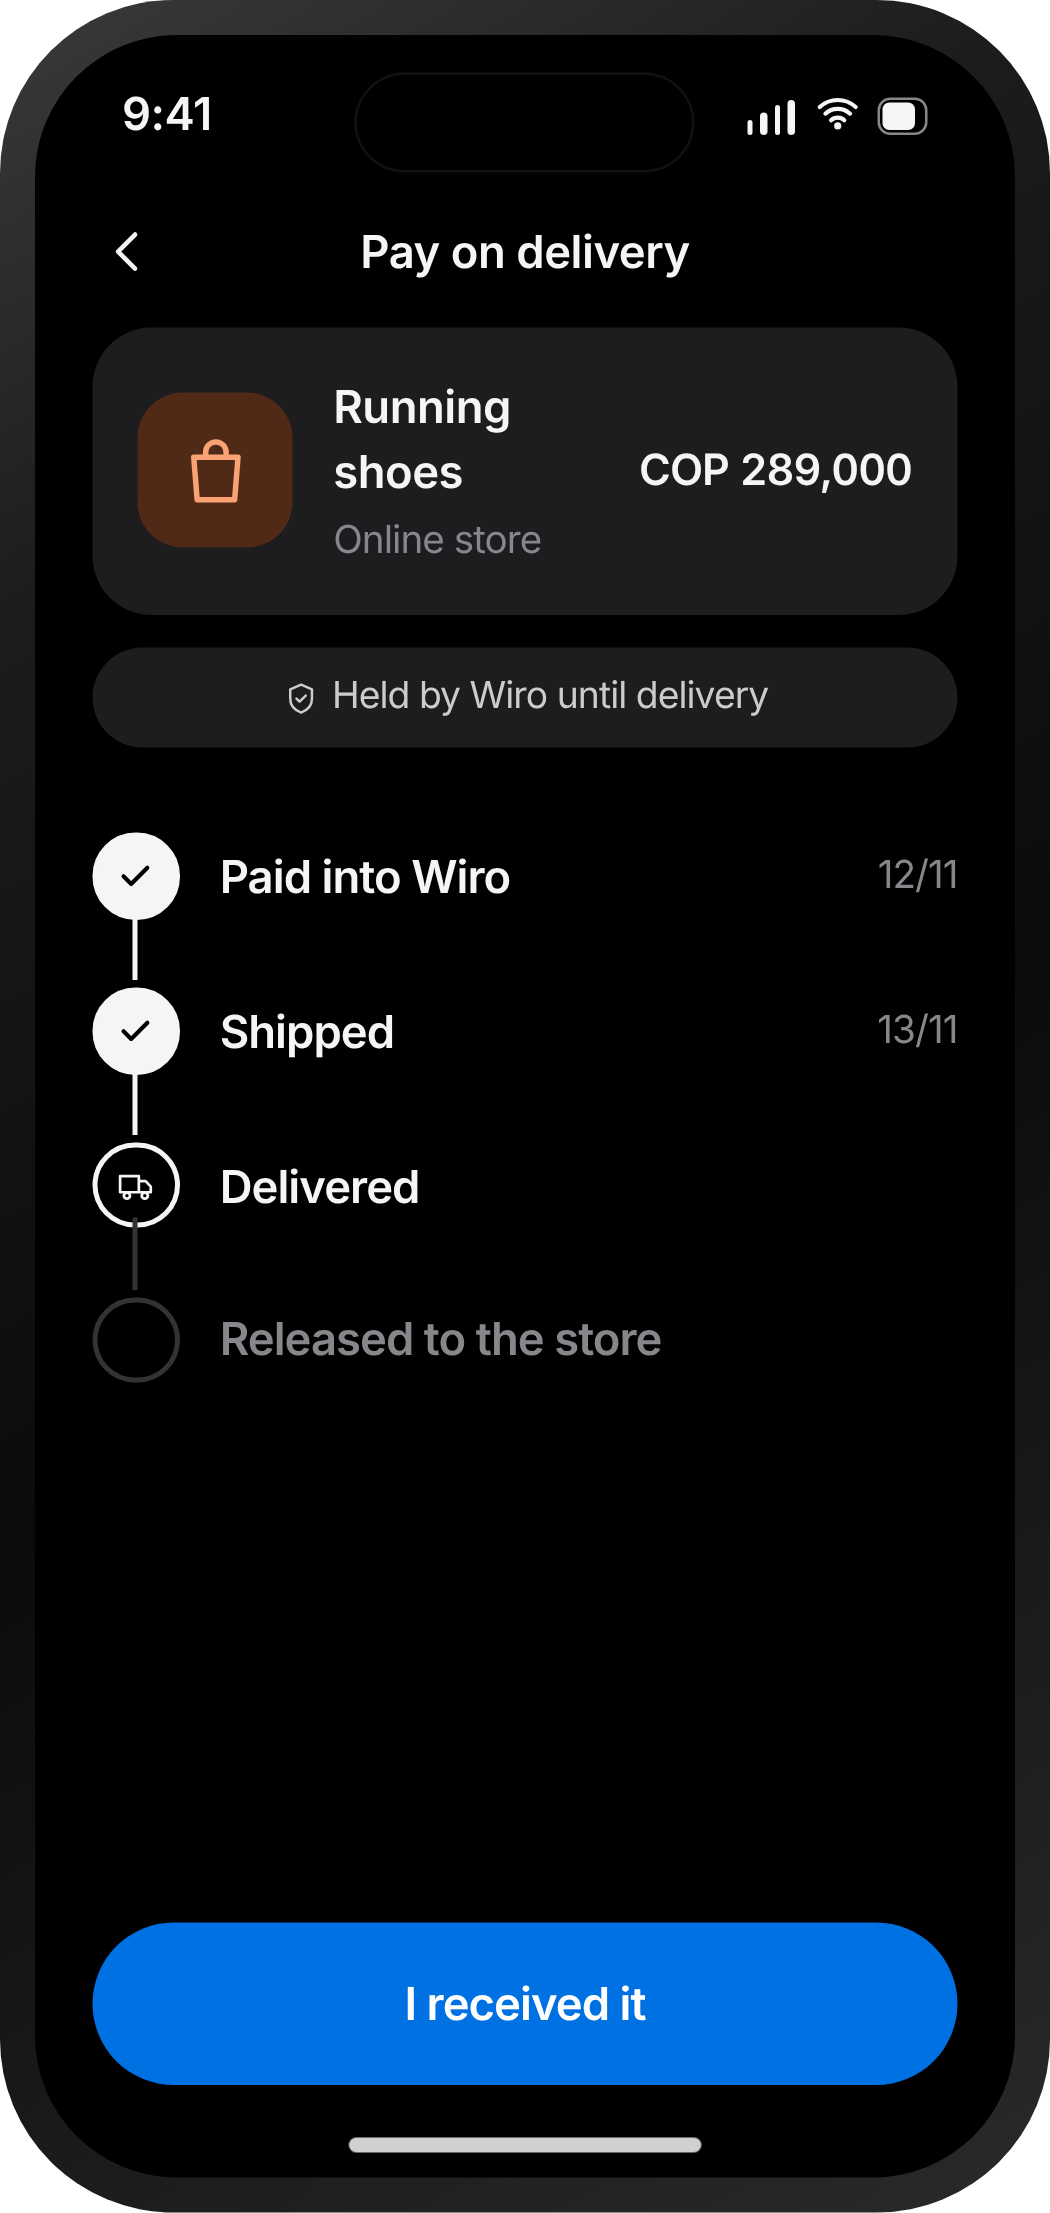 9:41
Pay on delivery
Running
shoes
COP 289,000
Online store
Held by Wiro until delivery
Paid into Wiro
12/11
Shipped
13/11
Delivered
Released to the store
I received it